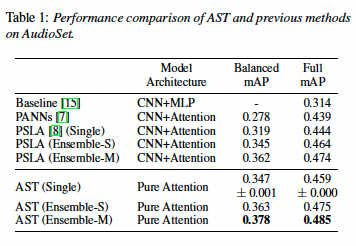 Table 1: Performance comparison of AST and previous methods
on AudioSet.
Model Balanced Full
Architecture mAP mAP
Baseline [15] CNN+MLP - 0.314
PANNs [7] CNN+Attention 0.278 0.439
PSLA [8] (Single) CNN+Attention 0.319 0.444
PSLA (Ensemble-S) CNN+Attention 0.345 0.464
PSLA (Ensemble-M) CNN+Attention 0.362 0.474
AST (Single) Pure Attention 0.347 0.459
± 0.001 ± 0.000
AST (Ensemble-S) Pure Attention 0.363 0.475
AST (Ensemble-M) Pure Attention 0.378 0.485